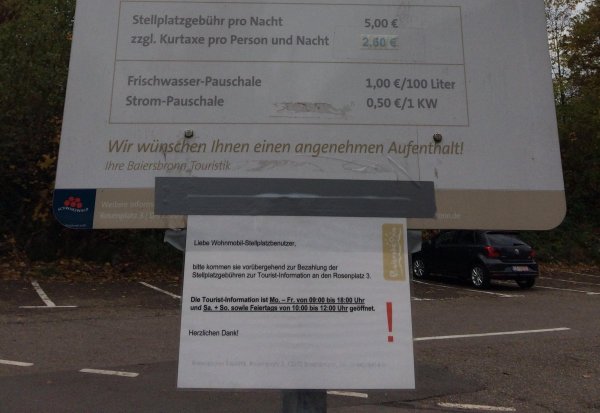 Stellplatzgebühr pro Nacht 5,00 €
zzgl. Kurtaxe pro Person und Nacht 2,60 €
Frischwasser-Pauschale 1,00 €/100 Liter
Strom-Pauschale 0,50 €/1 KW
Wir wünschen Ihnen einen angenehmen Aufenthalt!
Ihre Baiersbronn Touristik
SCHWARZWALD
Weitere
Rosenplatz 3
Liebe Wohnmobil-Stellplatzbenutzer,
bitte kommen sie vorübergehend zur Bezahlung der
Stellplatzgebühren zur Tourist-Information an den Rosenplatz 3.
Die Tourist-Information ist Mo. – Fr. von 09:00 bis 18:00 Uhr
und Sa. + So. sowie Feiertags von 10:00 bis 12:00 Uhr geöffnet.
!
Herzlichen Dank!